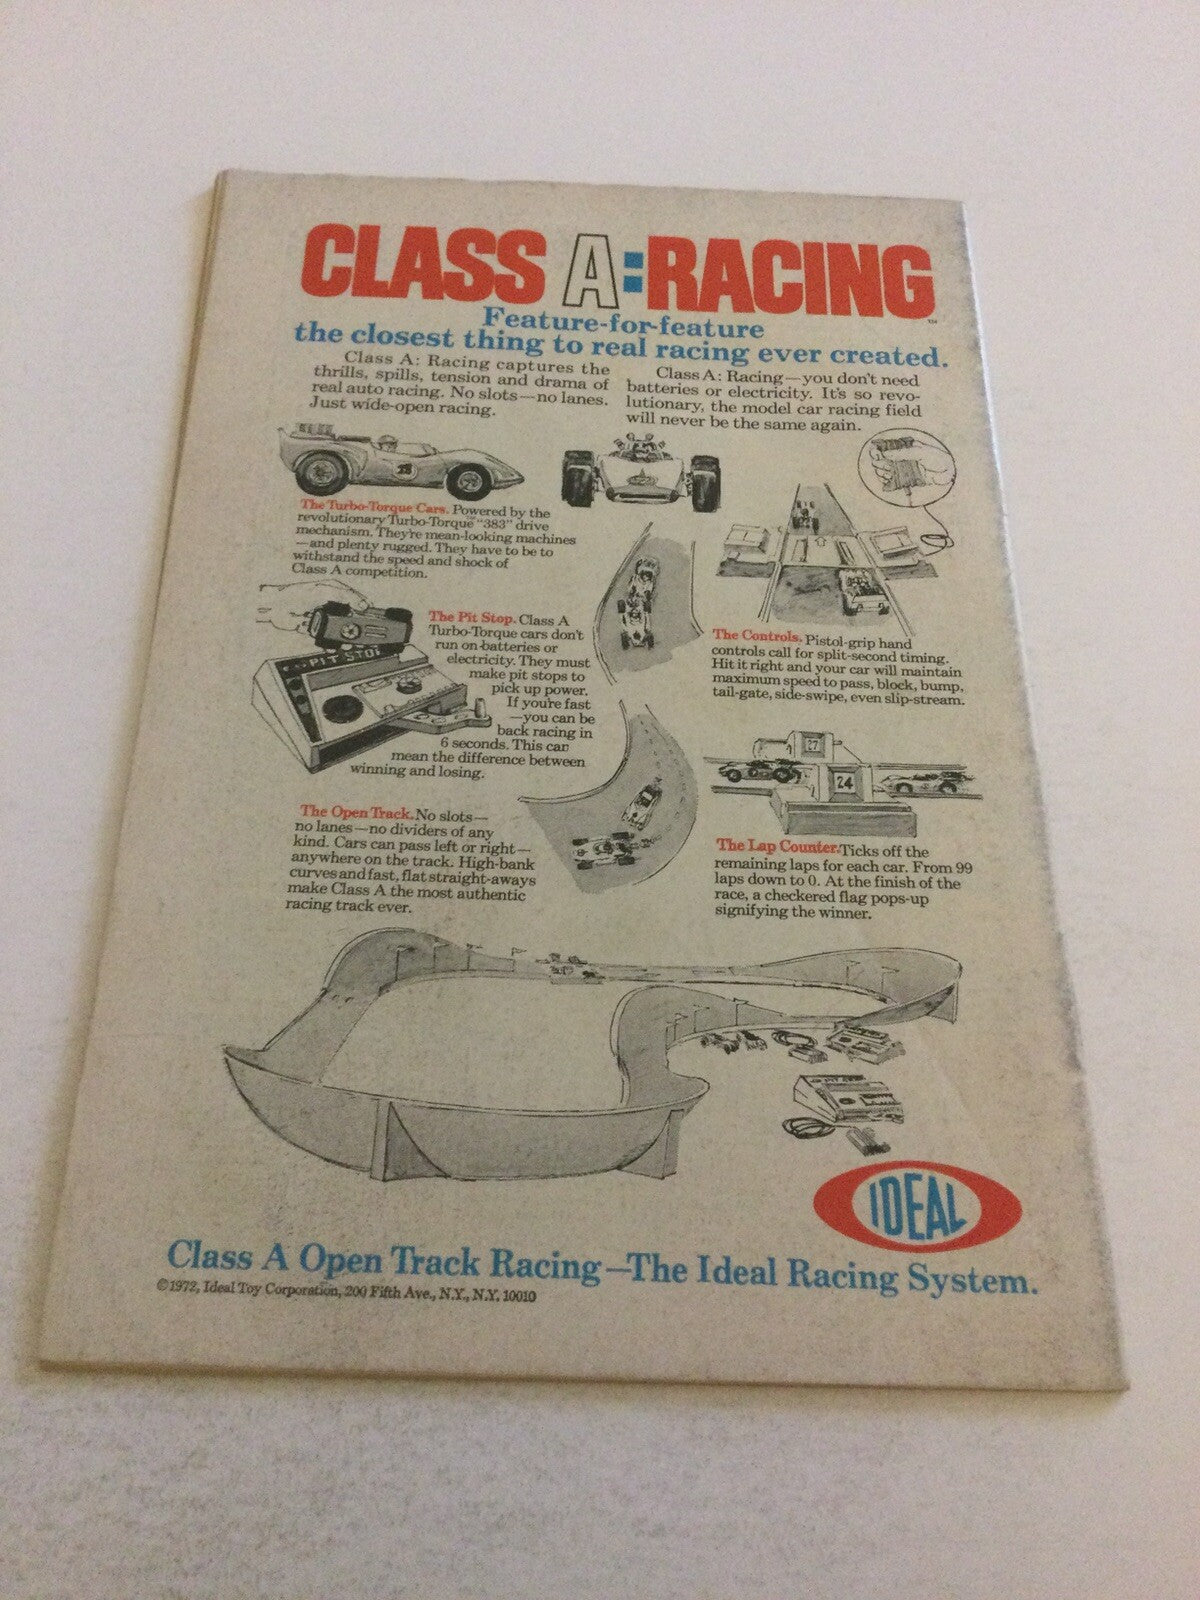 CLASS A:RACING
TM
Feature-for-feature
the closest thing to real racing ever created.
Class A: Racing captures the
thrills, spills, tension and drama of
real auto racing. No slots—no lanes.
Just wide-open racing.
Class A: Racing—you don't need
batteries or electricity. It's so revo-
lutionary, the model car racing field
will never be the same again.
The Turbo-Torque Cars. Powered by the
revolutionary Turbo-Torque™ "383" drive
mechanism. They're mean-looking machines
—and plenty rugged. They have to be to
withstand the speed and shock of
Class A competition.
PIT STOP
The Pit Stop. Class A
Turbo-Torque cars don't
run on batteries or
electricity. They must
make pit stops to
pick up power.
If you're fast
—you can be
back racing in
6 seconds. This can
mean the difference between
winning and losing.
The Controls. Pistol-grip hand
controls call for split-second timing.
Hit it right and your car will maintain
maximum speed to pass, block, bump,
tail-gate, side-swipe, even slip-stream.
27
24
The Open Track. No slots—
no lanes—no dividers of any
kind. Cars can pass left or right—
anywhere on the track. High-bank
curves and fast, flat straight-aways
make Class A the most authentic
racing track ever.
The Lap Counter. Ticks off the
remaining laps for each car. From 99
laps down to 0. At the finish of the
race, a checkered flag pops-up
signifying the winner.
IDEAL
Class A Open Track Racing—The Ideal Racing System.
©1972, Ideal Toy Corporation, 200 Fifth Ave., N.Y., N.Y. 10010